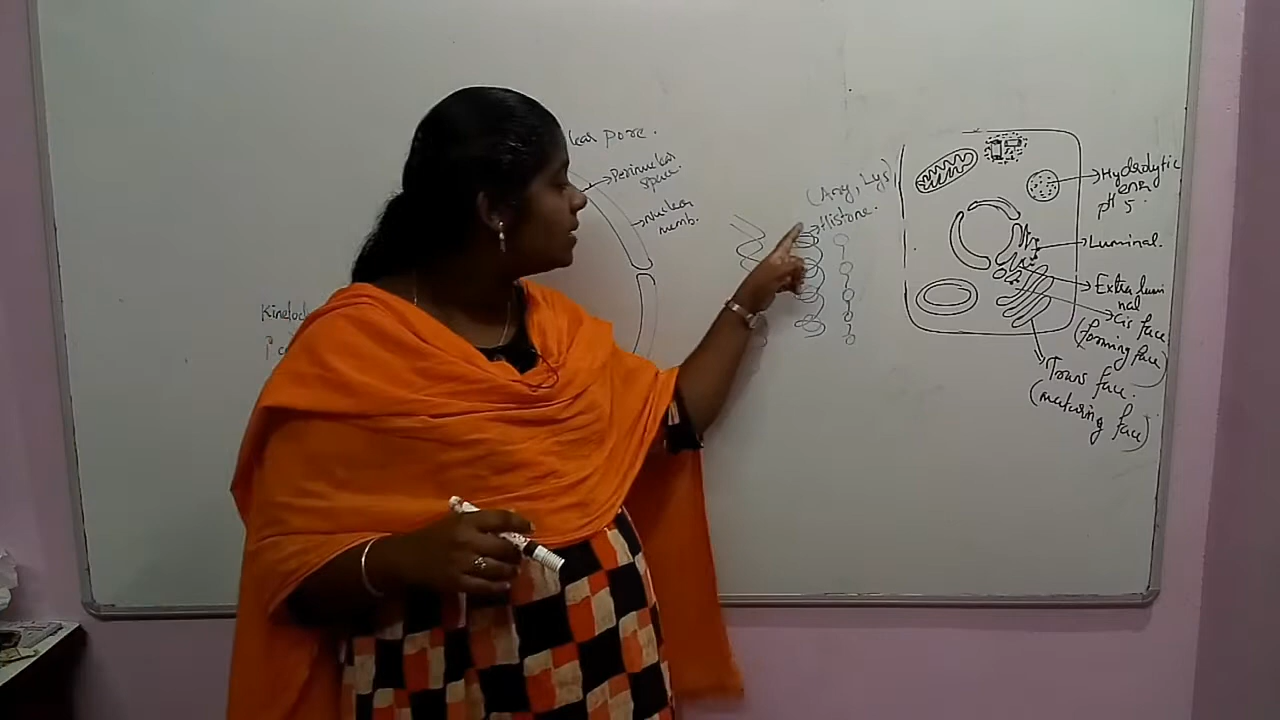 lear pore.
Perinuclear
space.
Nuclear
memb.
Kinetoc
(Arg, Lys)
Histone.
Hydrolytic
enz
pH 5.
Luminal.
Extra lumi
nal
Cis face
(forming face)
Trans face.
(maturing face)